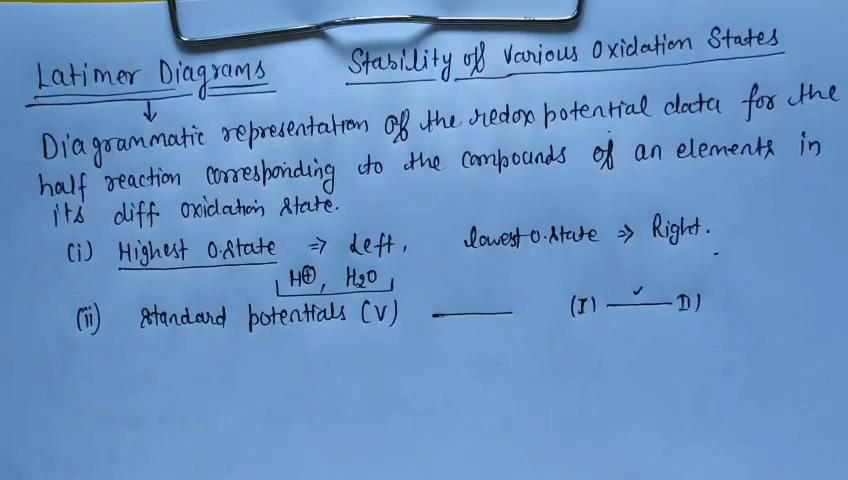 Latimer Diagrams Stability of Various Oxidation States
↓
Diagrammatic representation of the redox potential data for the
half reaction corresponding to the compounds of an elements in
its diff oxidation state.
(i) Highest O.State ⇒ Left, lowest O.State ⇒ Right.
H⊕, H2O
(ii) Standard potentials (V) ——— (I) —✓— D)